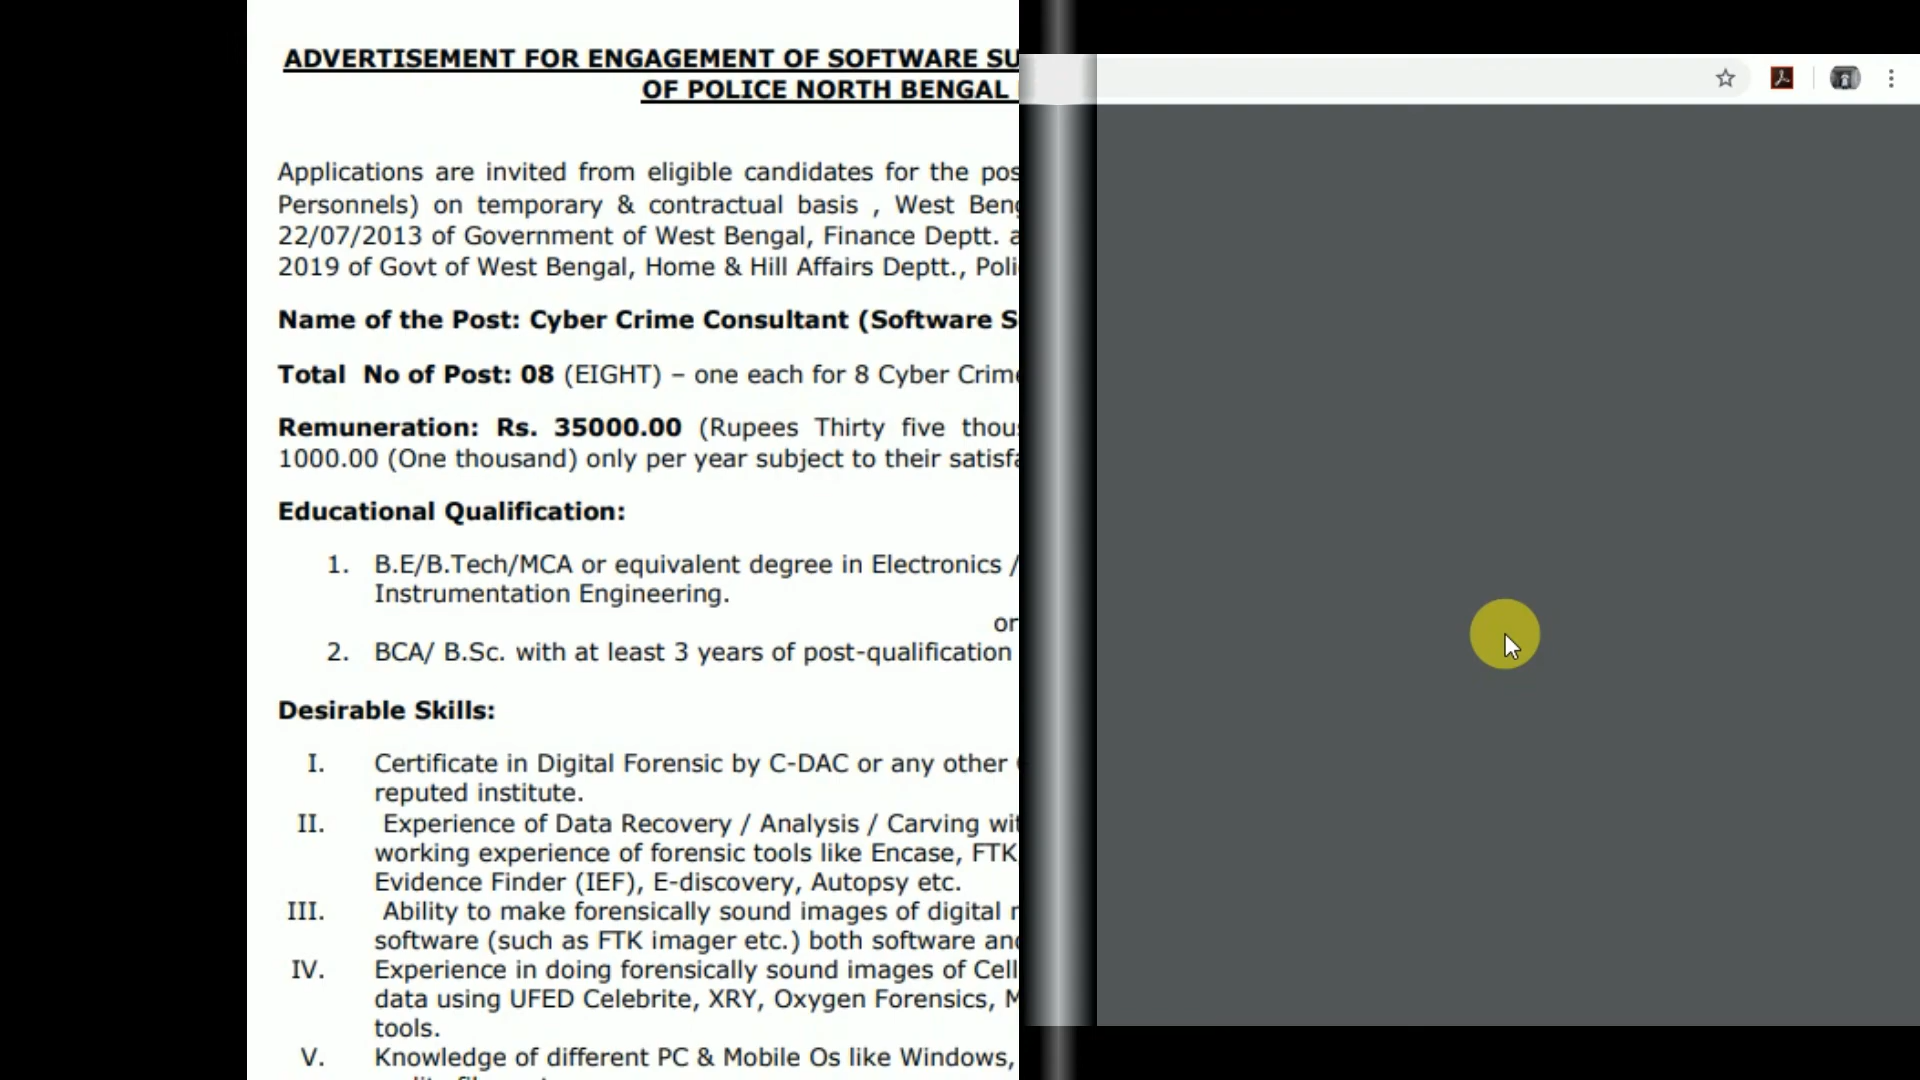 ADVERTISEMENT FOR ENGAGEMENT OF SOFTWARE SU
OF POLICE NORTH BENGAL
Applications are invited from eligible candidates for the pos
Personnels) on temporary & contractual basis , West Beng
22/07/2013 of Government of West Bengal, Finance Deptt. a
2019 of Govt of West Bengal, Home & Hill Affairs Deptt., Poli
Name of the Post: Cyber Crime Consultant (Software S
Total No of Post: 08 (EIGHT) – one each for 8 Cyber Crime
Remuneration: Rs. 35000.00 (Rupees Thirty five thous
1000.00 (One thousand) only per year subject to their satisfa
Educational Qualification:
1. B.E/B.Tech/MCA or equivalent degree in Electronics /
Instrumentation Engineering.
or
2. BCA/ B.Sc. with at least 3 years of post-qualification
Desirable Skills:
I. Certificate in Digital Forensic by C-DAC or any other
reputed institute.
II. Experience of Data Recovery / Analysis / Carving wit
working experience of forensic tools like Encase, FTK
Evidence Finder (IEF), E-discovery, Autopsy etc.
III. Ability to make forensically sound images of digital
software (such as FTK imager etc.) both software and
IV. Experience in doing forensically sound images of Cell
data using UFED Celebrite, XRY, Oxygen Forensics, M
tools.
V. Knowledge of different PC & Mobile Os like Windows,